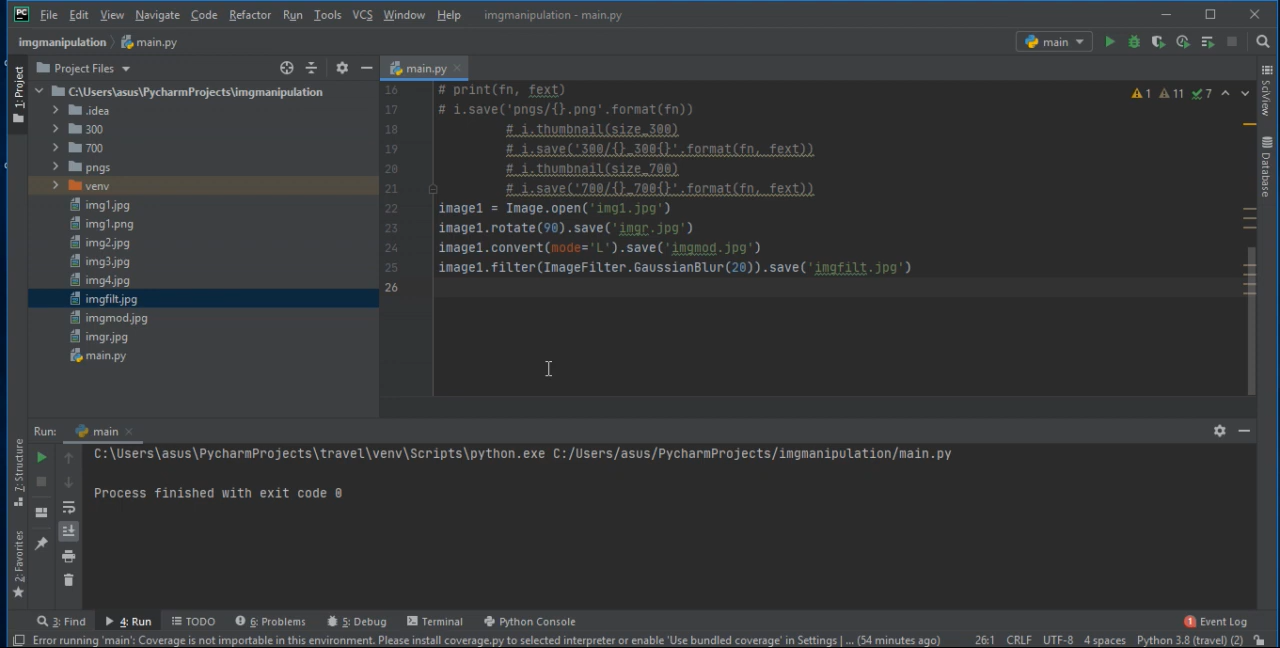 PC File Edit View Navigate Code Refactor Run Tools VCS Window Help imgmanipulation - main.py
imgmanipulation main.py main
1: Project
Project Files
main.py
C:\Users\asus\PycharmProjects\imgmanipulation
.idea
300
700
pngs
venv
img1.jpg
img1.png
img2.jpg
img3.jpg
img4.jpg
imgfilt.jpg
imgmod.jpg
imgr.jpg
main.py
16 # print(fn, fext)
17 # i.save('pngs/{}.png'.format(fn))
18 # i.thumbnail(size_300)
19 # i.save('300/{}_300{}'.format(fn, fext))
20 # i.thumbnail(size_700)
21 # i.save('700/{}_700{}'.format(fn, fext))
22 image1 = Image.open('img1.jpg')
23 image1.rotate(90).save('imgr.jpg')
24 image1.convert(mode='L').save('imgmod.jpg')
25 image1.filter(ImageFilter.GaussianBlur(20)).save('imgfilt.jpg')
26
1 11 7
SciView
Database
Run: main
C:\Users\asus\PycharmProjects\travel\venv\Scripts\python.exe C:/Users/asus/PycharmProjects/imgmanipulation/main.py
Process finished with exit code 0
Z: Structure
2: Favorites
3: Find 4: Run TODO 6: Problems 5: Debug Terminal Python Console 1 Event Log
Error running 'main': Coverage is not importable in this environment. Please install coverage.py to selected interpreter or enable 'Use bundled coverage' in Settings | ... (54 minutes ago) 26:1 CRLF UTF-8 4 spaces Python 3.8 (travel) (2)